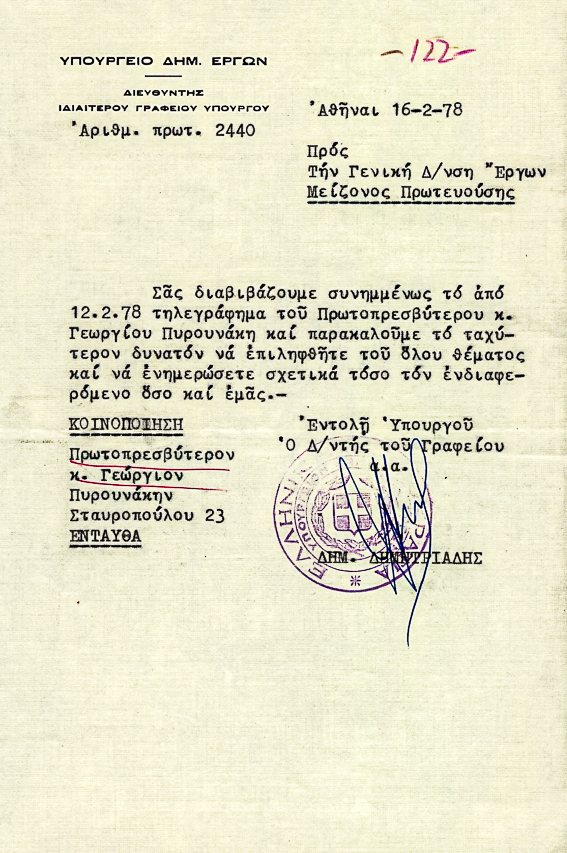 -122-
ΥΠΟΥΡΓΕΙΟ ΔΗΜ. ΕΡΓΩΝ
ΔΙΕΥΘΥΝΤΗΣ
ΙΔΙΑΙΤΕΡΟΥ ΓΡΑΦΕΙΟΥ ΥΠΟΥΡΓΟΥ
Ἀριθμ. πρωτ. 2440
Ἀθῆναι 16-2-78
Πρός
Τήν Γενική Δ/νση Ἔργων
Μείζονος Πρωτευούσης
Σᾶς διαβιβάζουμε συνημμένως τό ἀπό
12.2.78 τηλεγράφημα τοῦ Πρωτοπρεσβύτερου κ.
Γεωργίου Πυρουνάκη καί παρακαλοῦμε τό ταχύ-
τερον δυνατόν νά ἐπιληφθῆτε τοῦ ὅλου θέματος
καί νά ἐνημερώσετε σχετικά τόσο τόν ἐνδιαφε-
ρόμενο ὅσο καί ἐμᾶς.-
ΚΟΙΝΟΠΟΙΗΣΗ
Πρωτοπρεσβύτερον
κ. Γεώργιον
Πυρουνάκην
Σταυροπούλου 23
ΕΝΤΑΥΘΑ
Ἐντολῇ Ὑπουργοῦ
Ὁ Δ/ντής τοῦ Γραφείου
α.α.
ΔΗΜ. ΔΗΜΗΤΡΙΑΔΗΣ